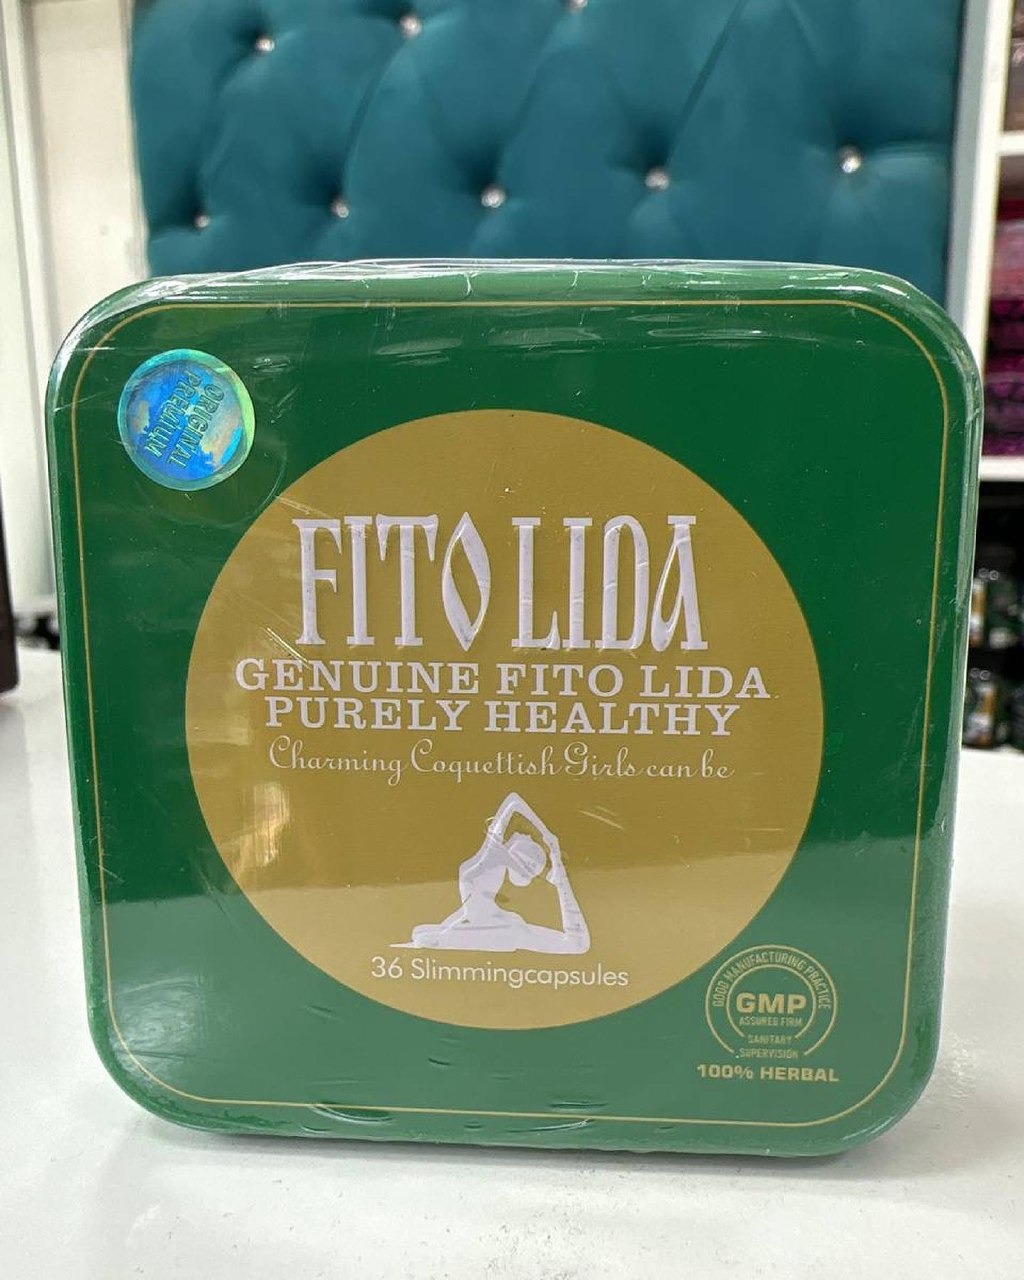 ORIGINAL
PREMIUM
FITO LIDA
GENUINE FITO LIDA
PURELY HEALTHY
Charming Coquettish Girls can be
36 Slimmingcapsules
GOOD MANUFACTURING PRACTICE
GMP
ASSURED FIRM
SANITARY
SUPERVISION
100% HERBAL